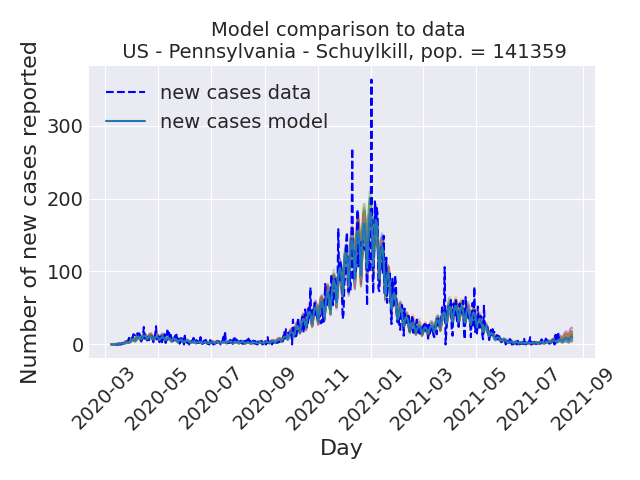 Model comparison to data
US - Pennsylvania - Schuylkill, pop. = 141359
new cases data
new cases model
Number of new cases reported
300
200
100
0
2020-03
2020-05
2020-07
2020-09
2020-11
2021-01
2021-03
2021-05
2021-07
2021-09
Day